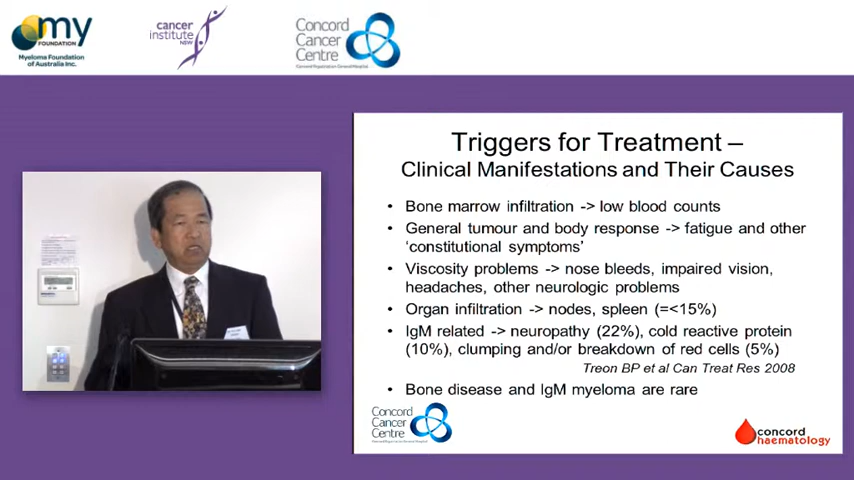 my
FOUNDATION
Myeloma Foundation
of Australia Inc.
cancer
institute
NSW
Concord
Cancer
Centre
Concord Repatriation General Hospital
Triggers for Treatment –
Clinical Manifestations and Their Causes
• Bone marrow infiltration -> low blood counts
• General tumour and body response -> fatigue and other
‘constitutional symptoms’
• Viscosity problems -> nose bleeds, impaired vision,
headaches, other neurologic problems
• Organ infiltration -> nodes, spleen (=<15%)
• IgM related -> neuropathy (22%), cold reactive protein
(10%), clumping and/or breakdown of red cells (5%)
Treon BP et al Can Treat Res 2008
• Bone disease and IgM myeloma are rare
Concord
Cancer
Centre
concord
haematology